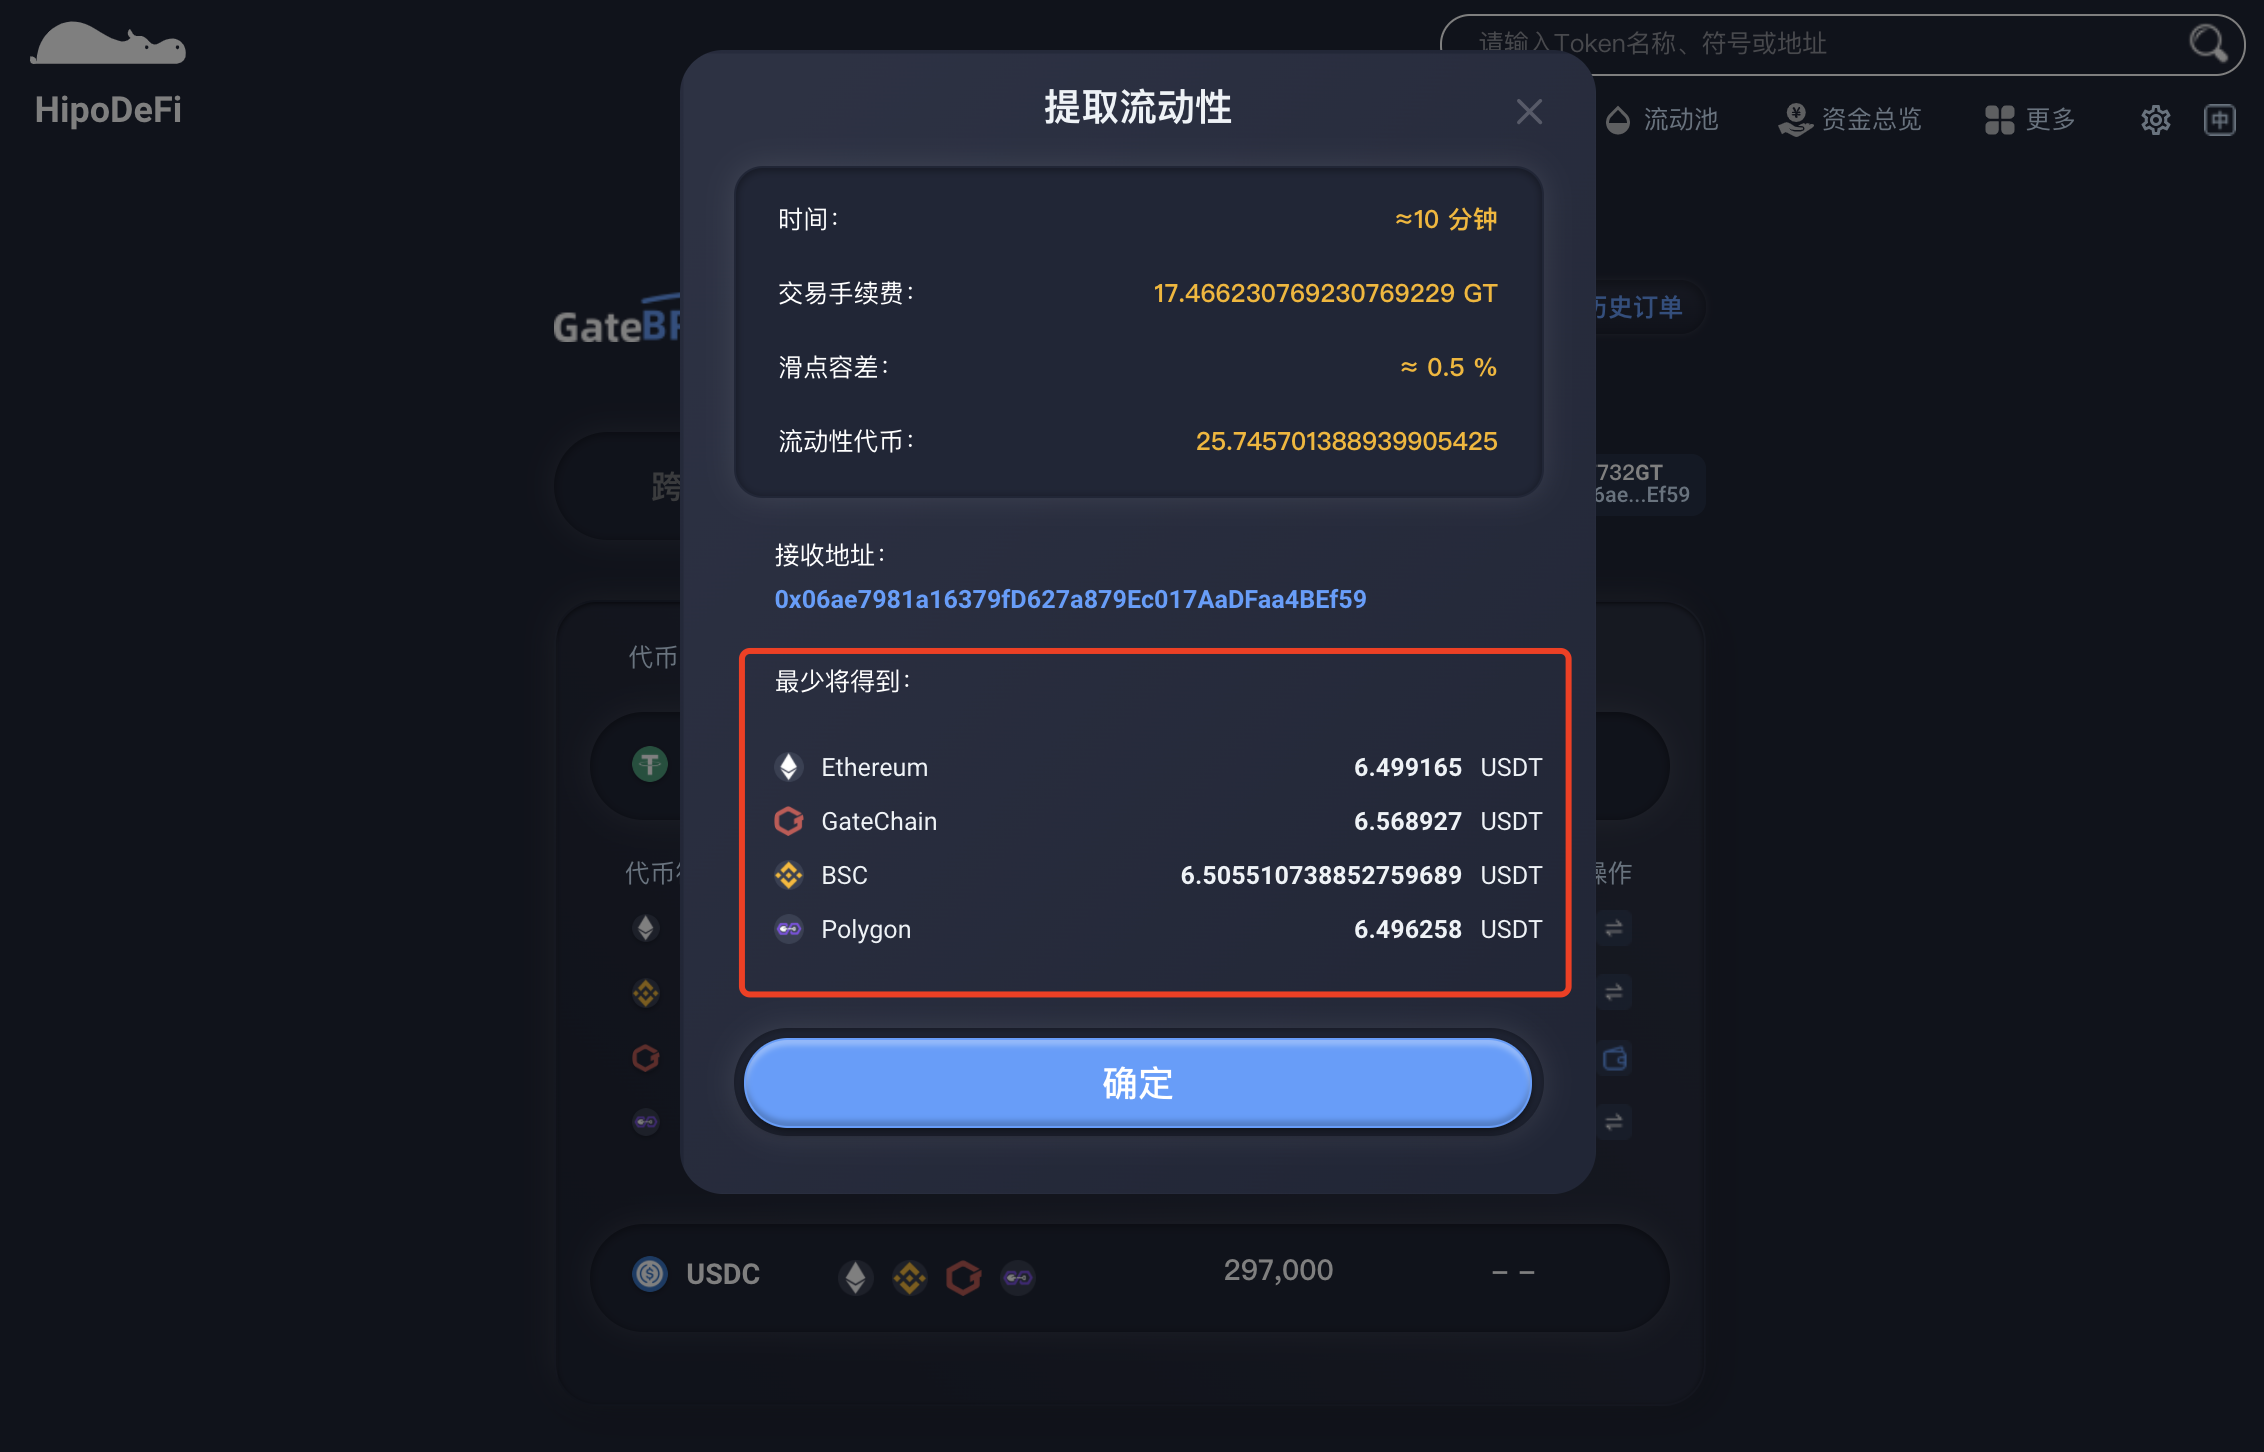 HipoDeFi
请输入Token名称、符号或地址
流动池
资金总览
更多
中
提取流动性
时间：
≈10 分钟
交易手续费：
17.466230769230769229 GT
滑点容差：
≈ 0.5 %
流动性代币：
25.745701388939905425
Gate
历史订单
跨
732GT
6ae...Ef59
接收地址：
0x06ae7981a16379fD627a879Ec017AaDFaa4BEf59
代币
最少将得到：
Ethereum 6.499165 USDT
GateChain 6.568927 USDT
BSC 6.505510738852759689 USDT
Polygon 6.496258 USDT
代币
操作
确定
USDC 297,000 – –